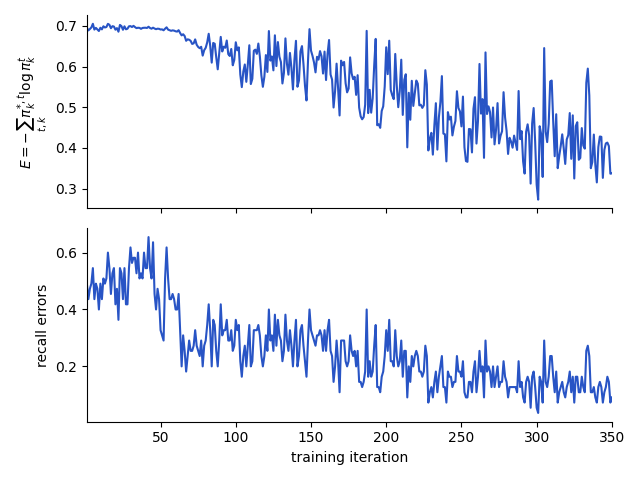 0.7
0.6
0.5
0.4
0.3
E = − ∑_{t,k} π_k^{*,t} log π_k^t
0.6
0.4
0.2
recall errors
50 100 150 200 250 300 350
training iteration